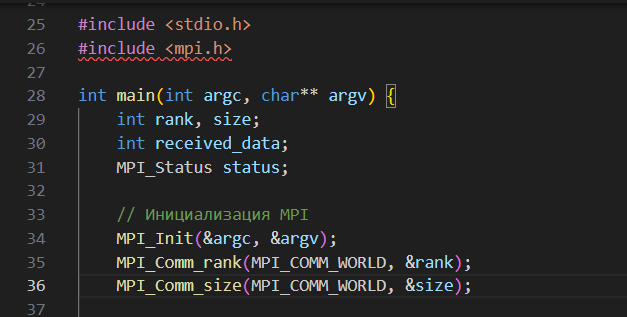 24
25 #include <stdio.h>
26 #include <mpi.h>
27
28 int main(int argc, char** argv) {
29     int rank, size;
30     int received_data;
31     MPI_Status status;
32
33     // Инициализация MPI
34     MPI_Init(&argc, &argv);
35     MPI_Comm_rank(MPI_COMM_WORLD, &rank);
36     MPI_Comm_size(MPI_COMM_WORLD, &size);
37